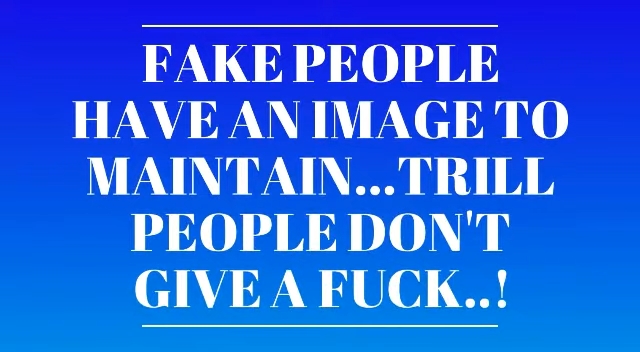 FAKE PEOPLE
HAVE AN IMAGE TO
MAINTAIN...TRILL
PEOPLE DON'T
GIVE A FUCK..!